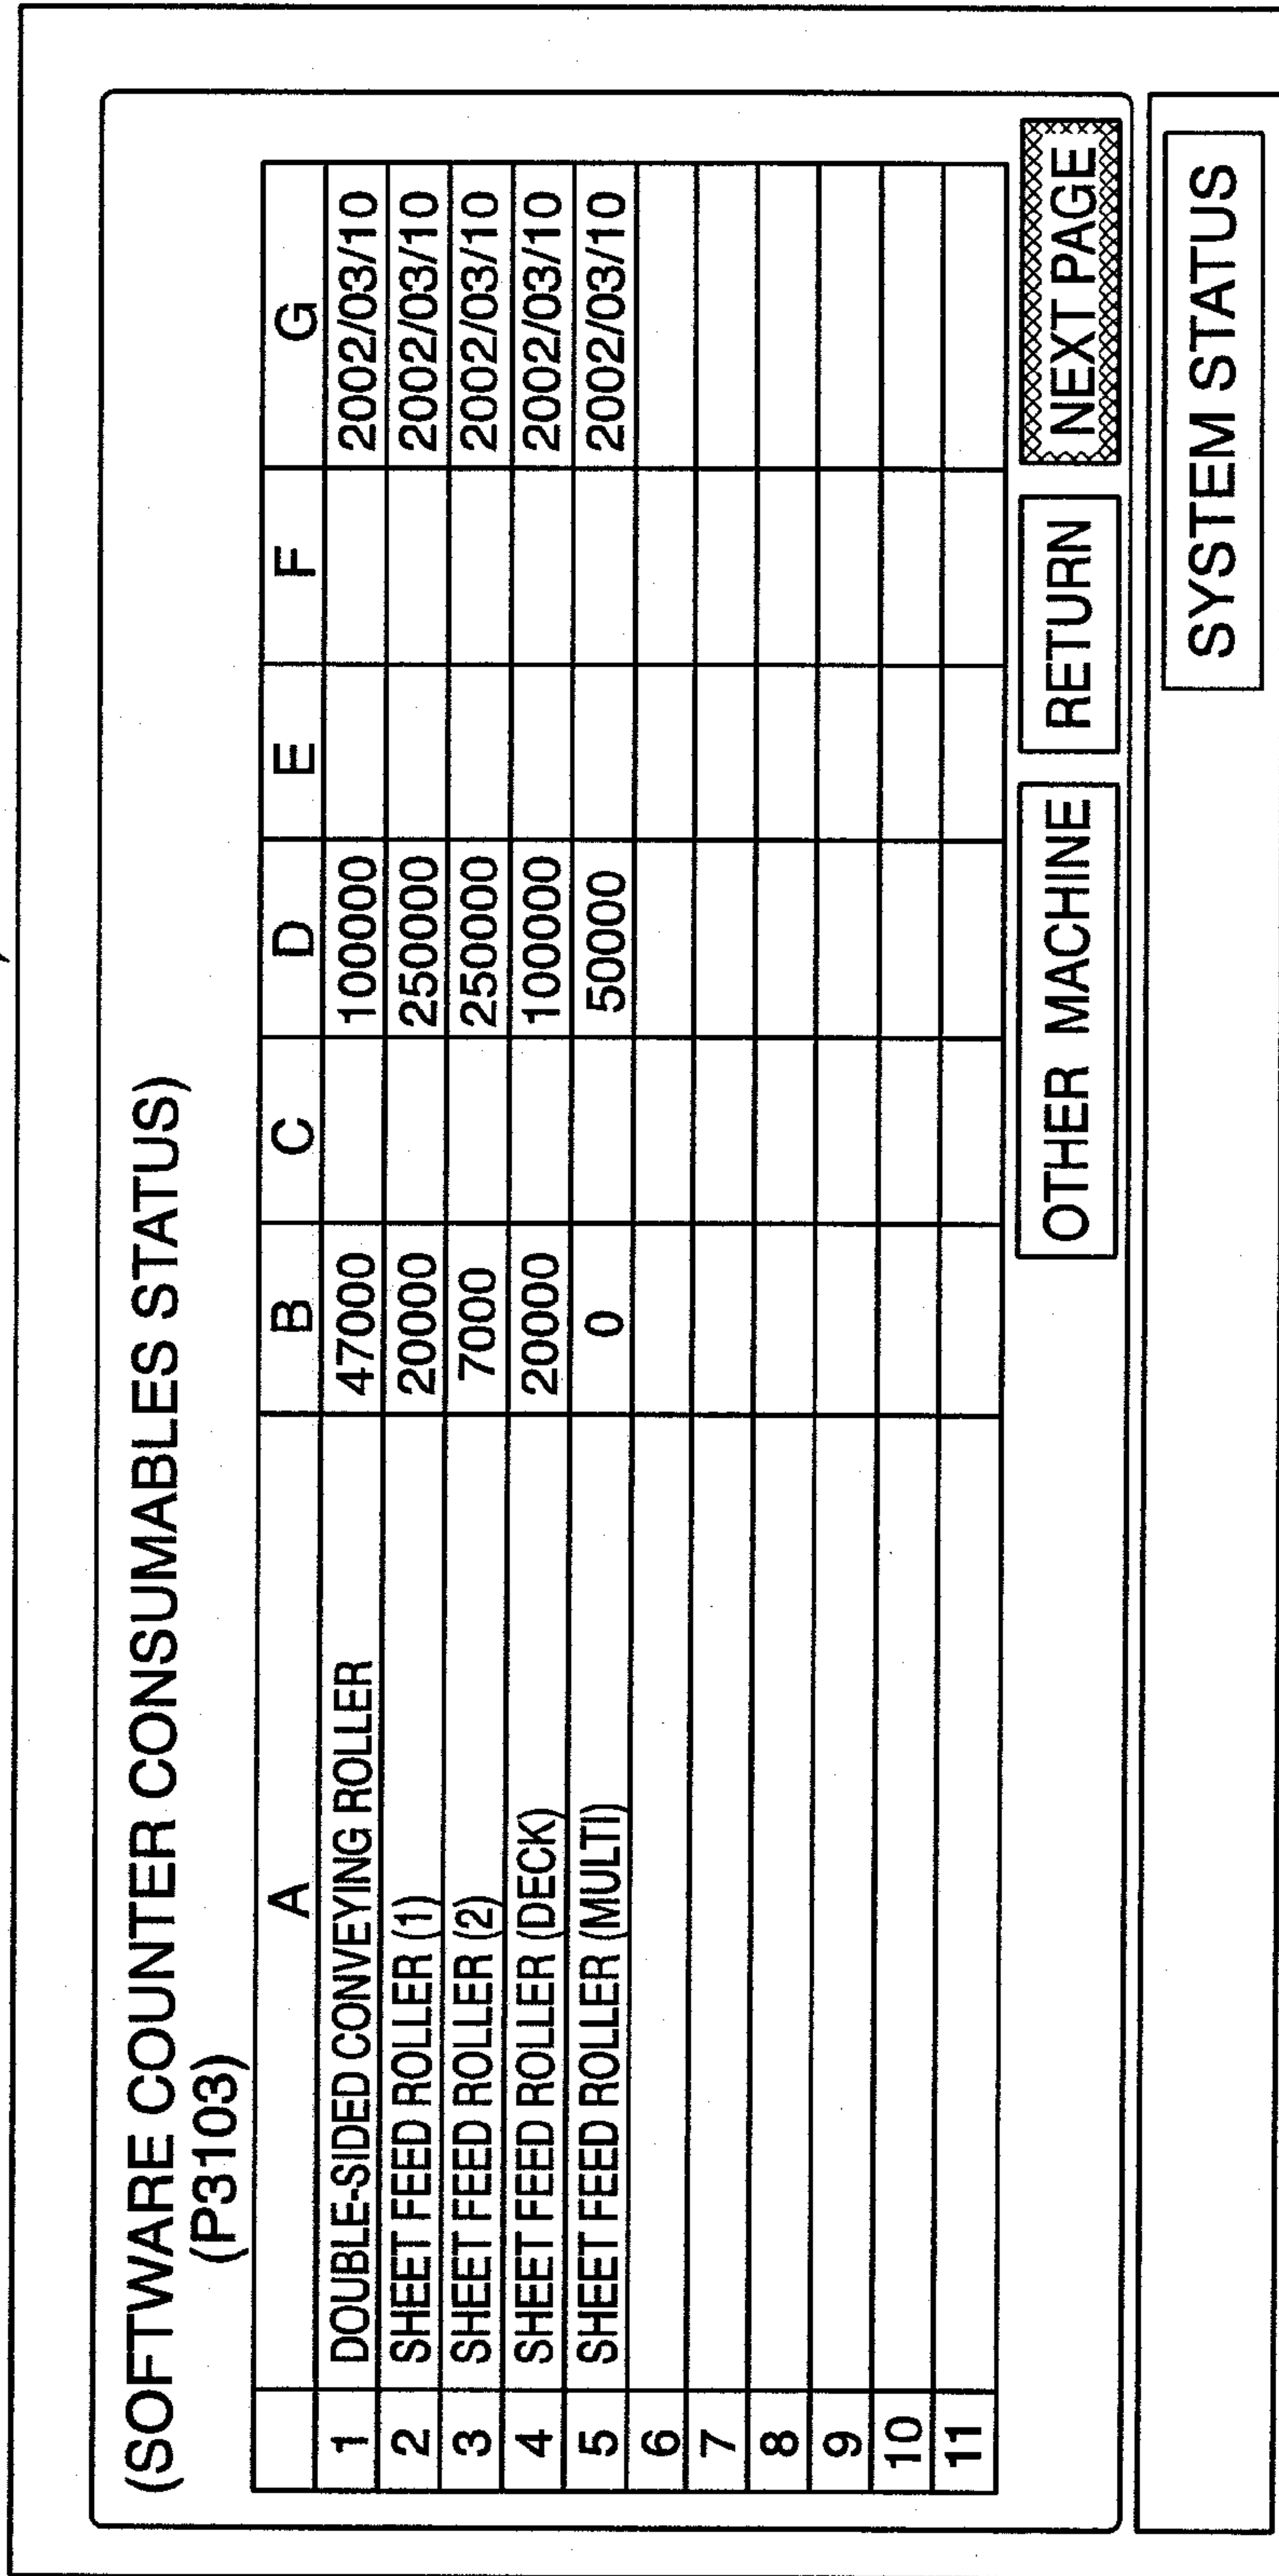 (SOFTWARE COUNTER CONSUMABLES STATUS)
(P3103)
A B C D E F G
1 DOUBLE-SIDED CONVEYING ROLLER 47000 100000 2002/03/10
2 SHEET FEED ROLLER (1) 20000 250000 2002/03/10
3 SHEET FEED ROLLER (2) 7000 250000 2002/03/10
4 SHEET FEED ROLLER (DECK) 20000 100000 2002/03/10
5 SHEET FEED ROLLER (MULTI) 0 50000 2002/03/10
6
7
8
9
10
11
OTHER MACHINE RETURN NEXT PAGE
SYSTEM STATUS